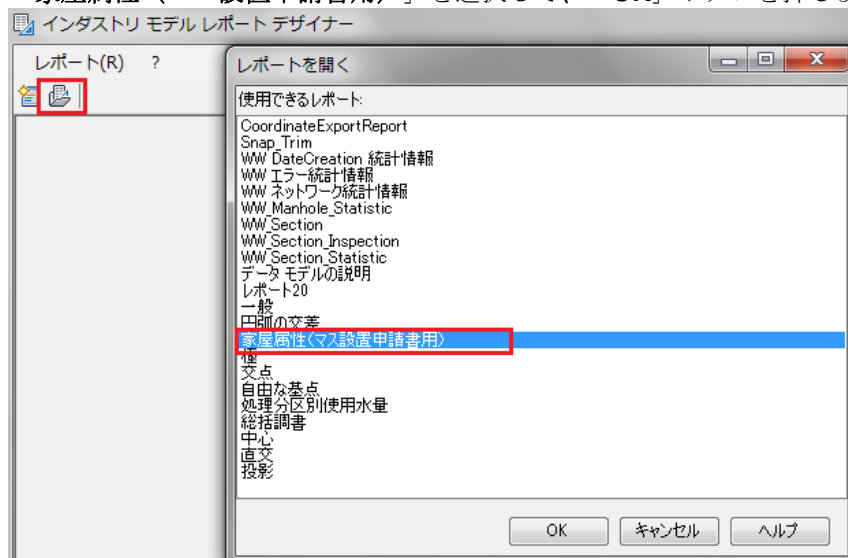 インダストリ モデル レポート デザイナー
レポート(R) ?
レポートを開く
使用できるレポート:
CoordinateExportReport
Snap_Trim
WW DateCreation 統計情報
WW エラー統計情報
WW ネットワーク統計情報
WW_Manhole_Statistic
WW_Section
WW_Section_Inspection
WW_Section_Statistic
データ モデルの説明
レポート20
一般
円弧の交差
家屋属性(マス設置申請書用)
極
交点
自由な基点
処理分区別使用水量
総括調書
中心
直交
投影
OK キャンセル ヘルプ